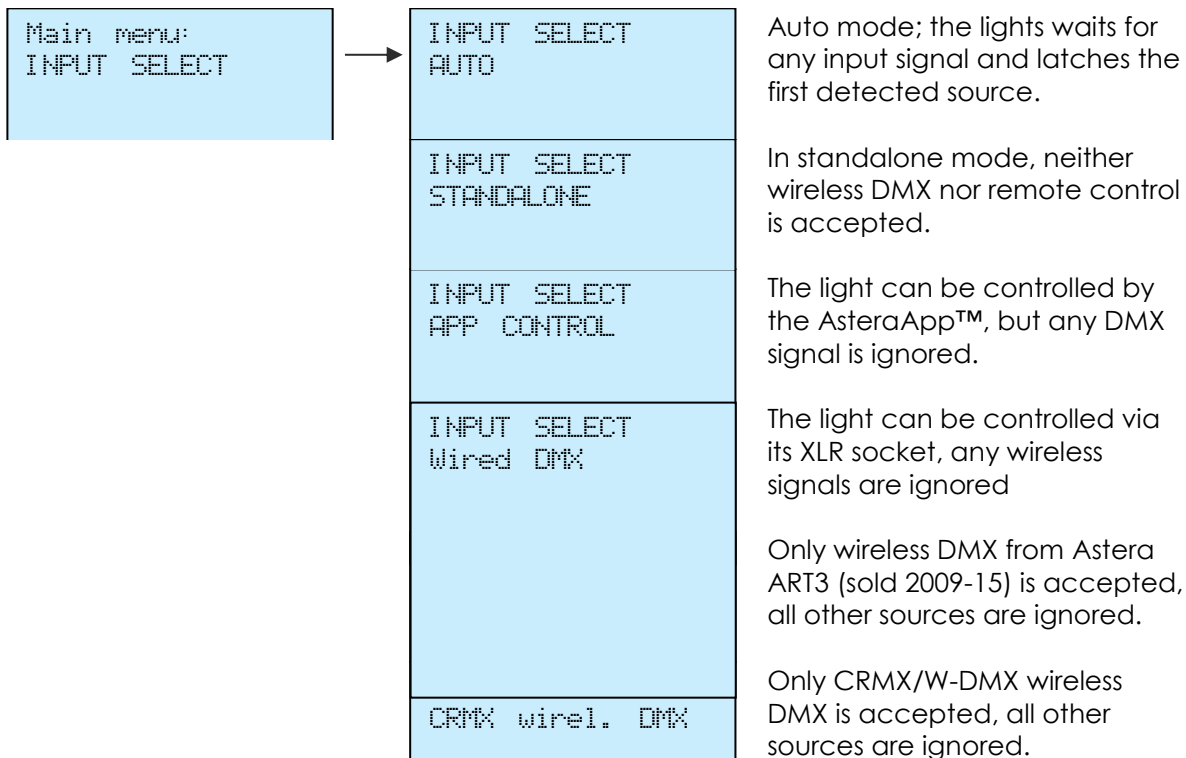 Main menu:
INPUT SELECT
INPUT SELECT
AUTO
Auto mode; the lights waits for
any input signal and latches the
first detected source.
INPUT SELECT
STANDALONE
In standalone mode, neither
wireless DMX nor remote control
is accepted.
INPUT SELECT
APP CONTROL
The light can be controlled by
the AsteraApp™, but any DMX
signal is ignored.
INPUT SELECT
Wired DMX
The light can be controlled via
its XLR socket, any wireless
signals are ignored
Only wireless DMX from Astera
ART3 (sold 2009-15) is accepted,
all other sources are ignored.
CRMX wirel. DMX
Only CRMX/W-DMX wireless
DMX is accepted, all other
sources are ignored.